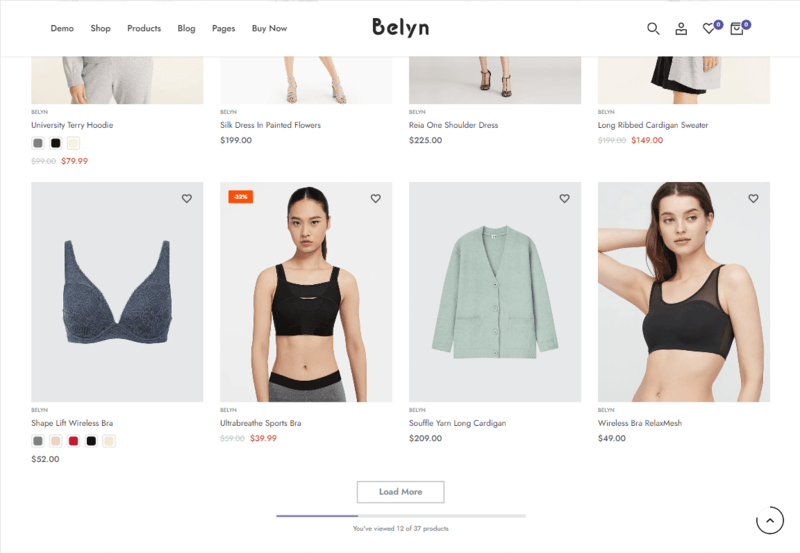 Demo Shop Products Blog Pages Buy Now
Belyn
0 0
BELYN
University Terry Hoodie
$99.00 $79.99
BELYN
Silk Dress In Painted Flowers
$199.00
BELYN
Reia One Shoulder Dress
$225.00
BELYN
Long Ribbed Cardigan Sweater
$199.00 $149.00
BELYN
Shape Lift Wireless Bra
$52.00
-32%
BELYN
Ultrabreathe Sports Bra
$59.00 $39.99
BELYN
Souffle Yarn Long Cardigan
$209.00
BELYN
Wireless Bra RelaxMesh
$49.00
Load More
You've viewed 12 of 37 products